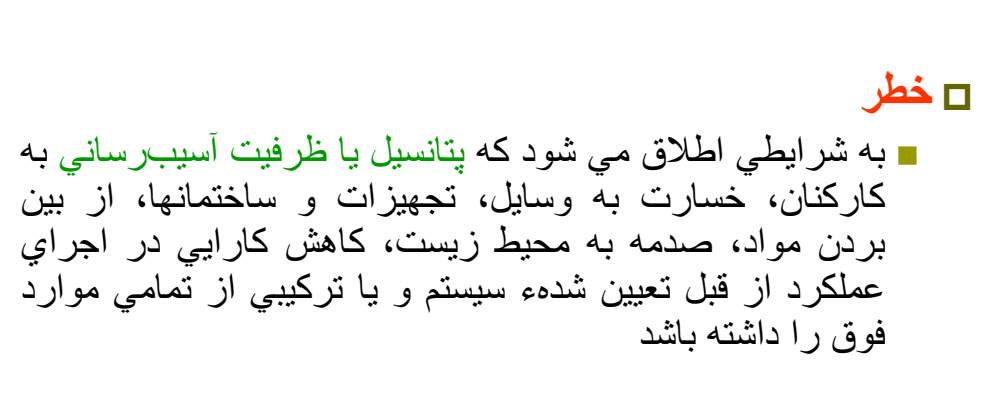 خطر
به شرايطي اطلاق مي شود كه پتانسيل يا ظرفيت آسيب‌رساني به
كاركنان، خسارت به وسايل، تجهيزات و ساختمانها، از بين
بردن مواد، صدمه به محيط زيست، كاهش كارايي در اجراي
عملكرد از قبل تعيين شدهء سيستم و يا تركيبي از تمامي موارد
فوق را داشته باشد